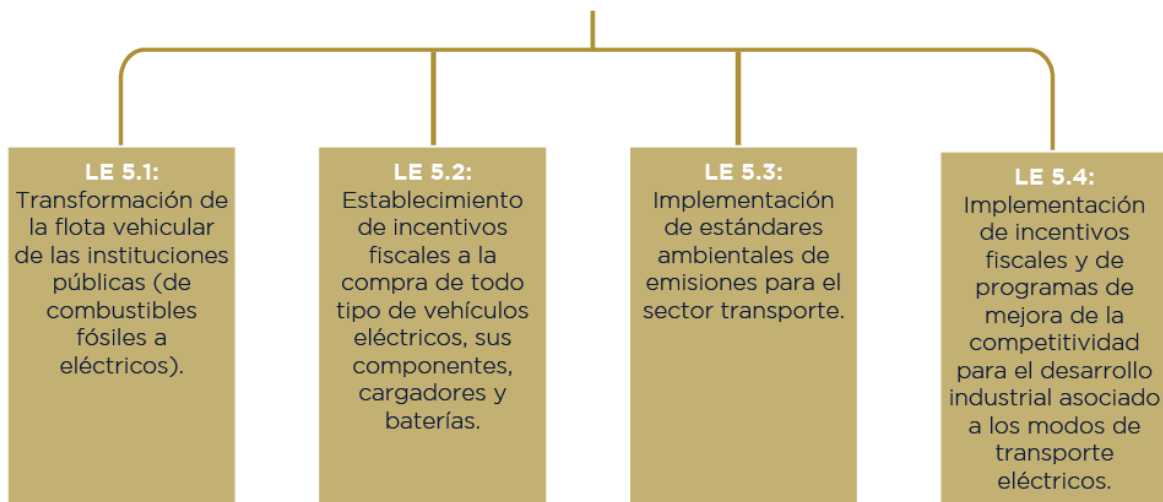 LE 5.1:
Transformación de
la flota vehicular
de las instituciones
públicas (de
combustibles
fósiles a
eléctricos).
LE 5.2:
Establecimiento
de incentivos
fiscales a la
compra de todo
tipo de vehículos
eléctricos, sus
componentes,
cargadores y
baterías.
LE 5.3:
Implementación
de estándares
ambientales de
emisiones para el
sector transporte.
LE 5.4:
Implementación
de incentivos
fiscales y de
programas de
mejora de la
competitividad
para el desarrollo
industrial asociado
a los modos de
transporte
eléctricos.